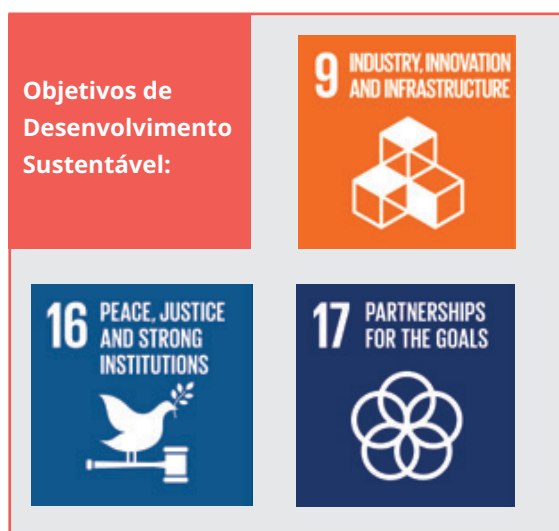 Objetivos de
Desenvolvimento
Sustentável:
9 INDUSTRY, INNOVATION
AND INFRASTRUCTURE
16 PEACE, JUSTICE
AND STRONG
INSTITUTIONS
17 PARTNERSHIPS
FOR THE GOALS